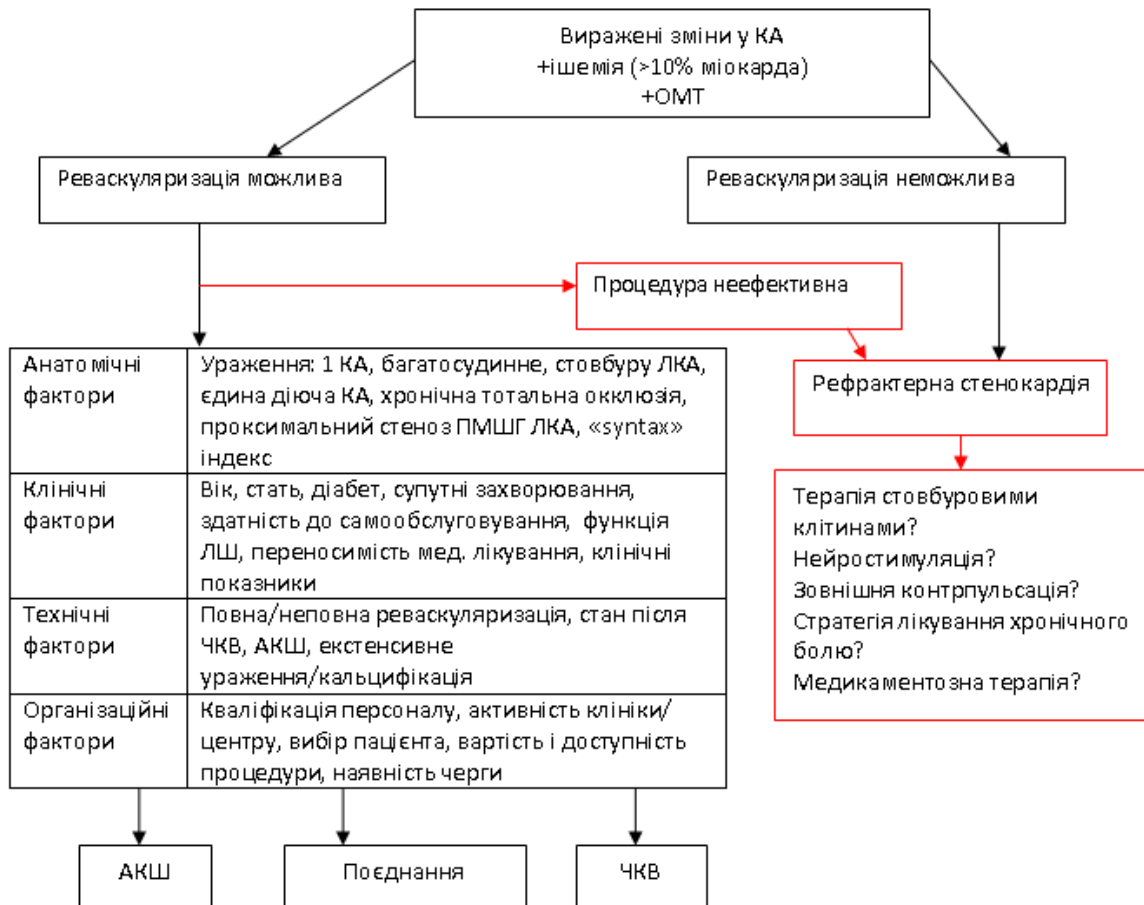 Виражені зміни у КА
+ішемія (>10% міокарда)
+ОМТ
Реваскуляризація можлива
Реваскуляризація неможлива
Процедура неефективна
Рефрактерна стенокардія
Анатомічні
фактори
Ураження: 1 КА, багатосудинне, стовбуру ЛКА,
єдина діюча КА, хронічна тотальна окклюзія,
проксимальний стеноз ПМШГ ЛКА, «syntax»
індекс
Клінічні
фактори
Вік, стать, діабет, супутні захворювання,
здатність до самообслуговування, функція
ЛШ, переносимість мед. лікування, клінічні
показники
Технічні
фактори
Повна/неповна реваскуляризація, стан після
ЧКВ, АКШ, екстенсивне
ураження/кальцифікація
Організаційні
фактори
Кваліфікація персоналу, активність клініки/
центру, вибір пацієнта, вартість і доступність
процедури, наявність черги
Терапія стовбуровими
клітинами?
Нейростимуляція?
Зовнішня контрпульсація?
Стратегія лікування хронічного
болю?
Медикаментозна терапія?
АКШ
Поєднання
ЧКВ